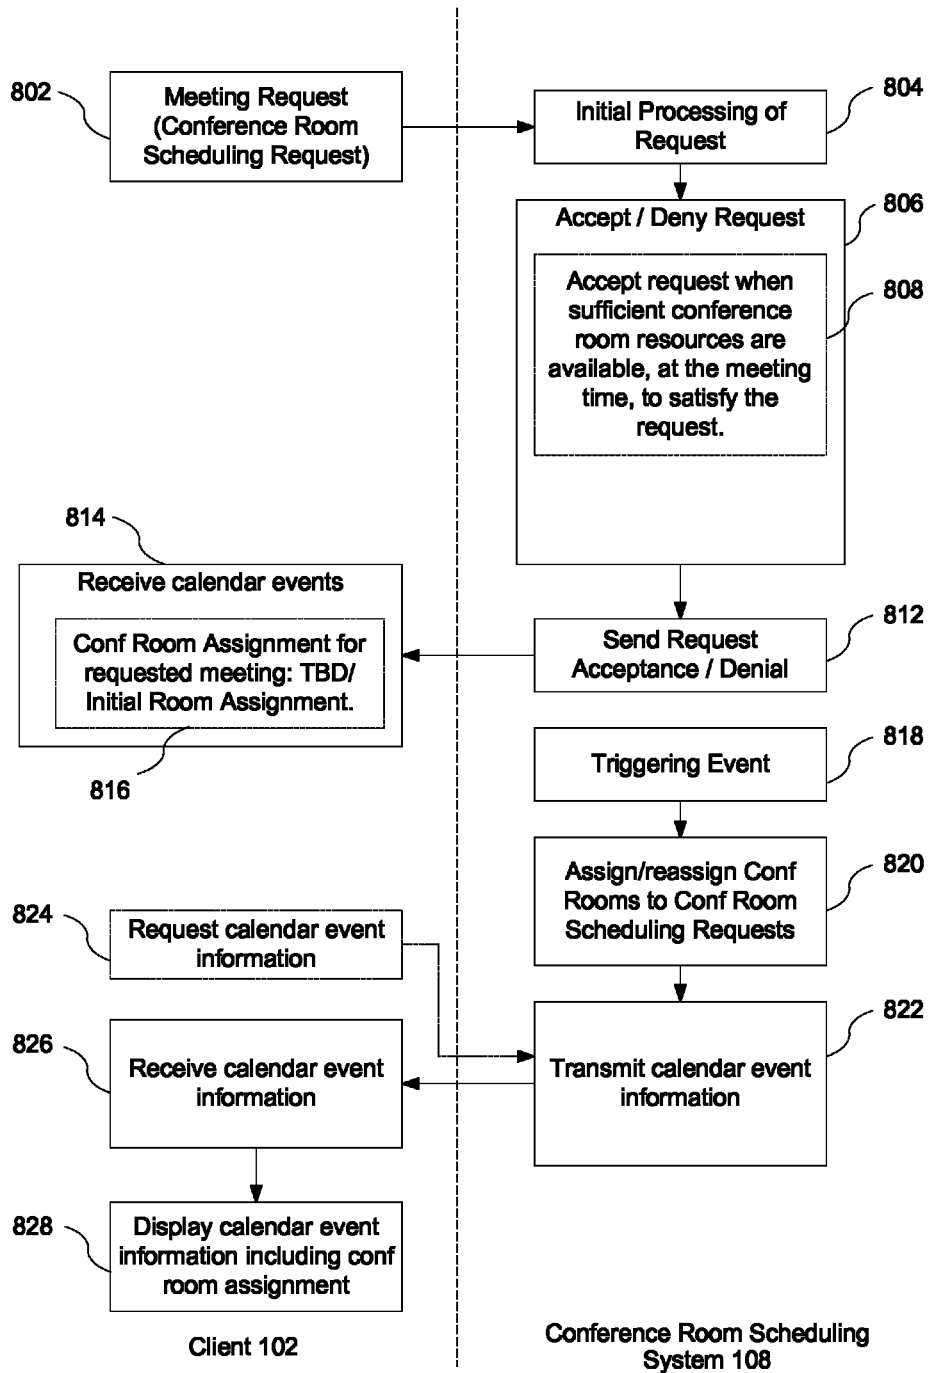 802
Meeting Request
(Conference Room
Scheduling Request)
804
Initial Processing of
Request
806
Accept / Deny Request
808
Accept request when
sufficient conference
room resources are
available, at the meeting
time, to satisfy the
request.
814
Receive calendar events
Conf Room Assignment for
requested meeting: TBD/
Initial Room Assignment.
816
812
Send Request
Acceptance / Denial
818
Triggering Event
820
Assign/reassign Conf
Rooms to Conf Room
Scheduling Requests
824
Request calendar event
information
822
Transmit calendar event
information
826
Receive calendar event
information
828
Display calendar event
information including conf
room assignment
Client 102
Conference Room Scheduling
System 108